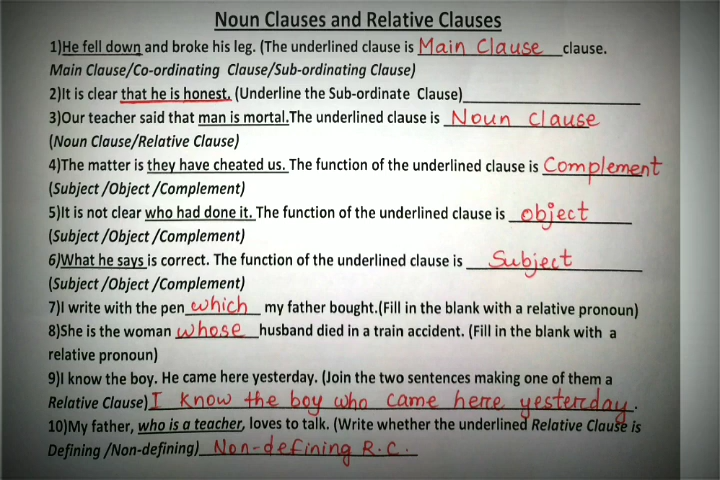 Noun Clauses and Relative Clauses
1)He fell down and broke his leg. (The underlined clause is Main Clause clause.
Main Clause/Co-ordinating Clause/Sub-ordinating Clause)
2)It is clear that he is honest. (Underline the Sub-ordinate Clause)
3)Our teacher said that man is mortal.The underlined clause is Noun clause
(Noun Clause/Relative Clause)
4)The matter is they have cheated us. The function of the underlined clause is Complement
(Subject /Object /Complement)
5)It is not clear who had done it. The function of the underlined clause is object
(Subject /Object /Complement)
6)What he says is correct. The function of the underlined clause is Subject
(Subject /Object /Complement)
7)I write with the pen which my father bought.(Fill in the blank with a relative pronoun)
8)She is the woman whose husband died in a train accident. (Fill in the blank with a
relative pronoun)
9)I know the boy. He came here yesterday. (Join the two sentences making one of them a
Relative Clause) I know the boy who came here yesterday.
10)My father, who is a teacher, loves to talk. (Write whether the underlined Relative Clause is
Defining /Non-defining) Non-defining R.C.